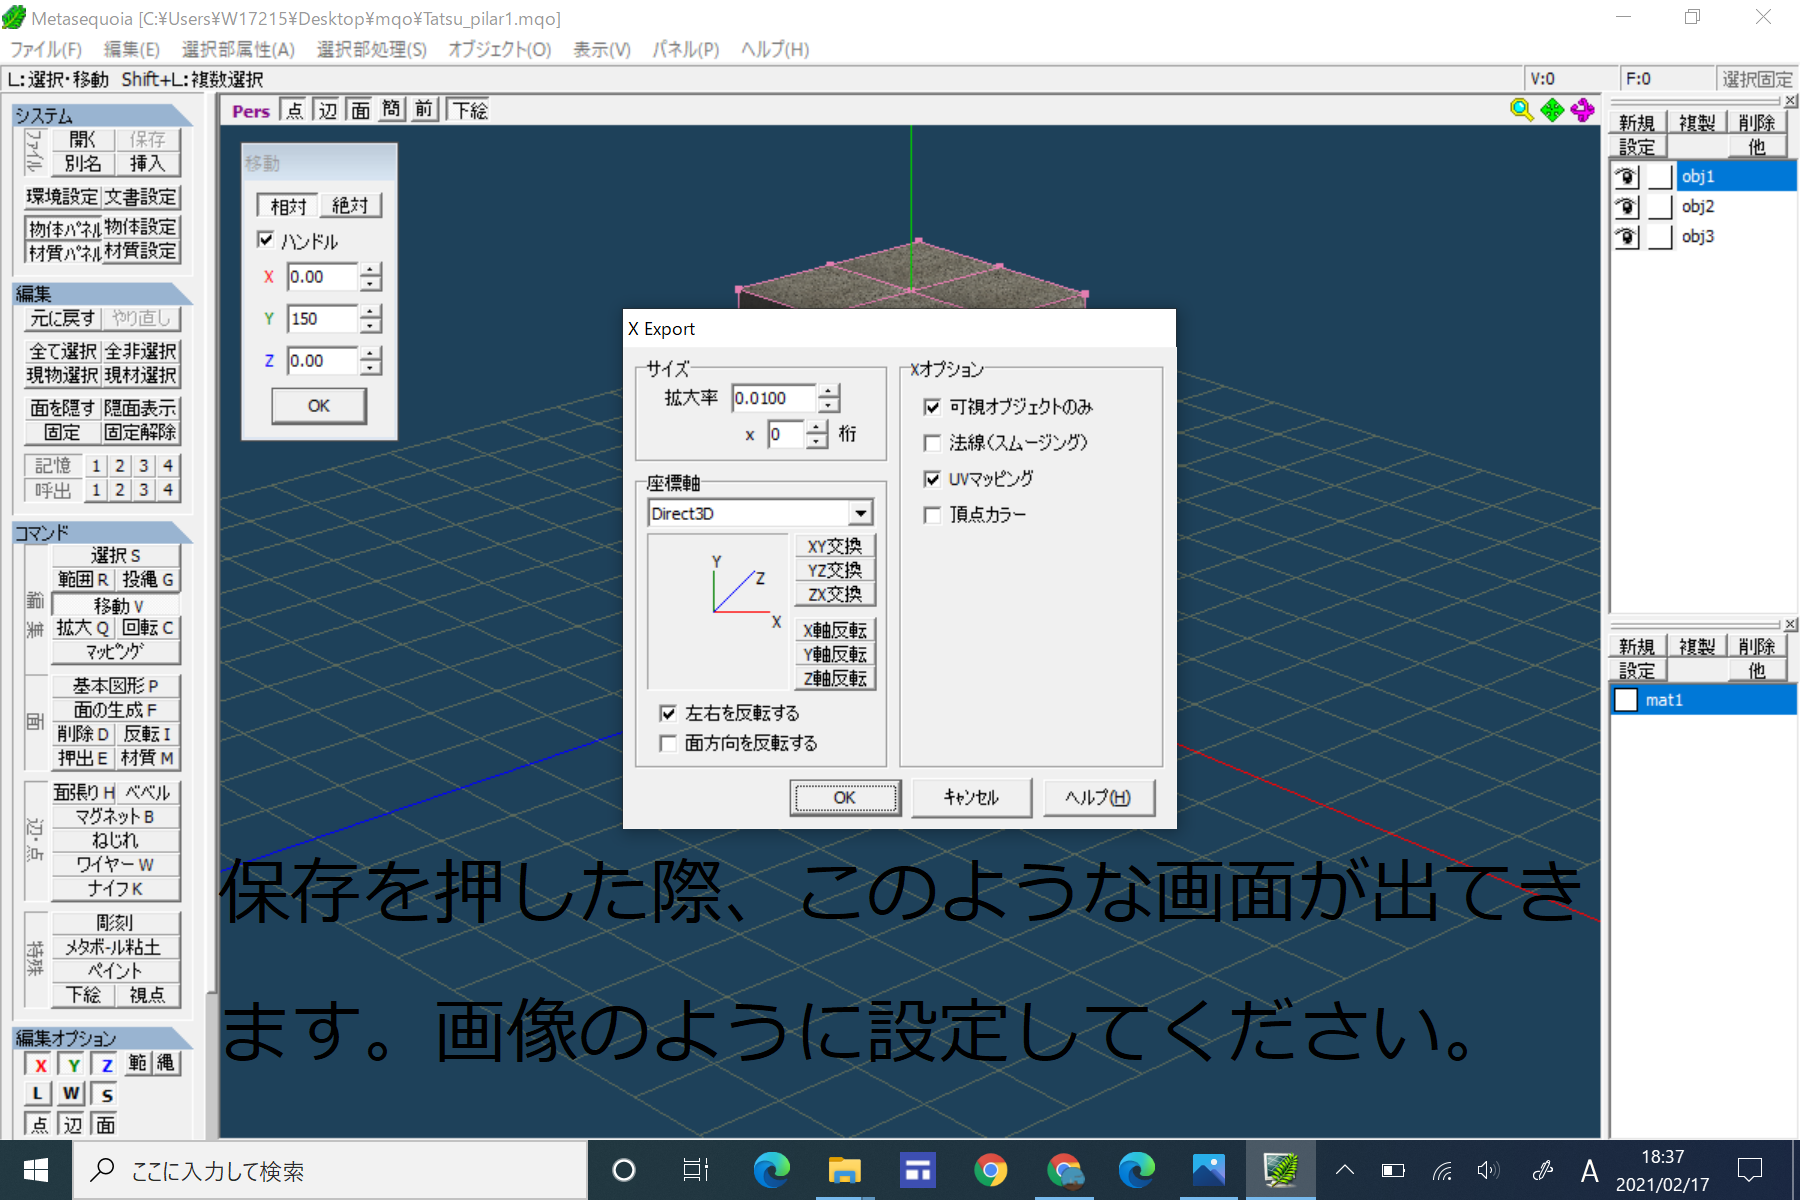 Metasequoia [C:¥Users¥W17215¥Desktop¥mqo¥Tatsu_pilar1.mqo]
ファイル(F) 編集(E) 選択部属性(A) 選択部処理(S) オブジェクト(O) 表示(V) パネル(P) ヘルプ(H)
L:選択・移動 Shift+L:複数選択 V:0 F:0 選択固定
システム
ファイル
開く 保存
別名 挿入
環境設定 文書設定
物体パネル 物体設定
材質パネル 材質設定
編集
元に戻す やり直し
全て選択 全非選択
現物選択 現材選択
面を隠す 隠面表示
固定 固定解除
記憶 1 2 3 4
呼出 1 2 3 4
コマンド
選択 S
範囲 R 投縄 G
移動 V
拡大 Q 回転 C
マッピング
基本図形 P
面の生成 F
削除 D 反転 I
押出 E 材質 M
面張り H ベベル
マグネット B
ねじれ
ワイヤー W
ナイフ K
特殊
彫刻
メタボール粘土
ペイント
下絵 視点
編集オプション
X Y Z 範 縄
L W S
点 辺 面
Pers 点 辺 面 簡 前 下絵
移動
相対 絶対
ハンドル
X 0.00
Y 150
Z 0.00
OK
X Export
サイズ
拡大率 0.0100
x 0 桁
座標軸
Direct3D
Y
Z
X
XY交換
YZ交換
ZX交換
X軸反転
Y軸反転
Z軸反転
左右を反転する
面方向を反転する
Xオプション
可視オブジェクトのみ
法線(スムージング)
UVマッピング
頂点カラー
OK キャンセル ヘルプ(H)
新規 複製 削除
設定 他
obj1
obj2
obj3
新規 複製 削除
設定 他
mat1
保存を押した際、このような画面が出てき
ます。画像のように設定してください。
ここに入力して検索
A
18:37
2021/02/17